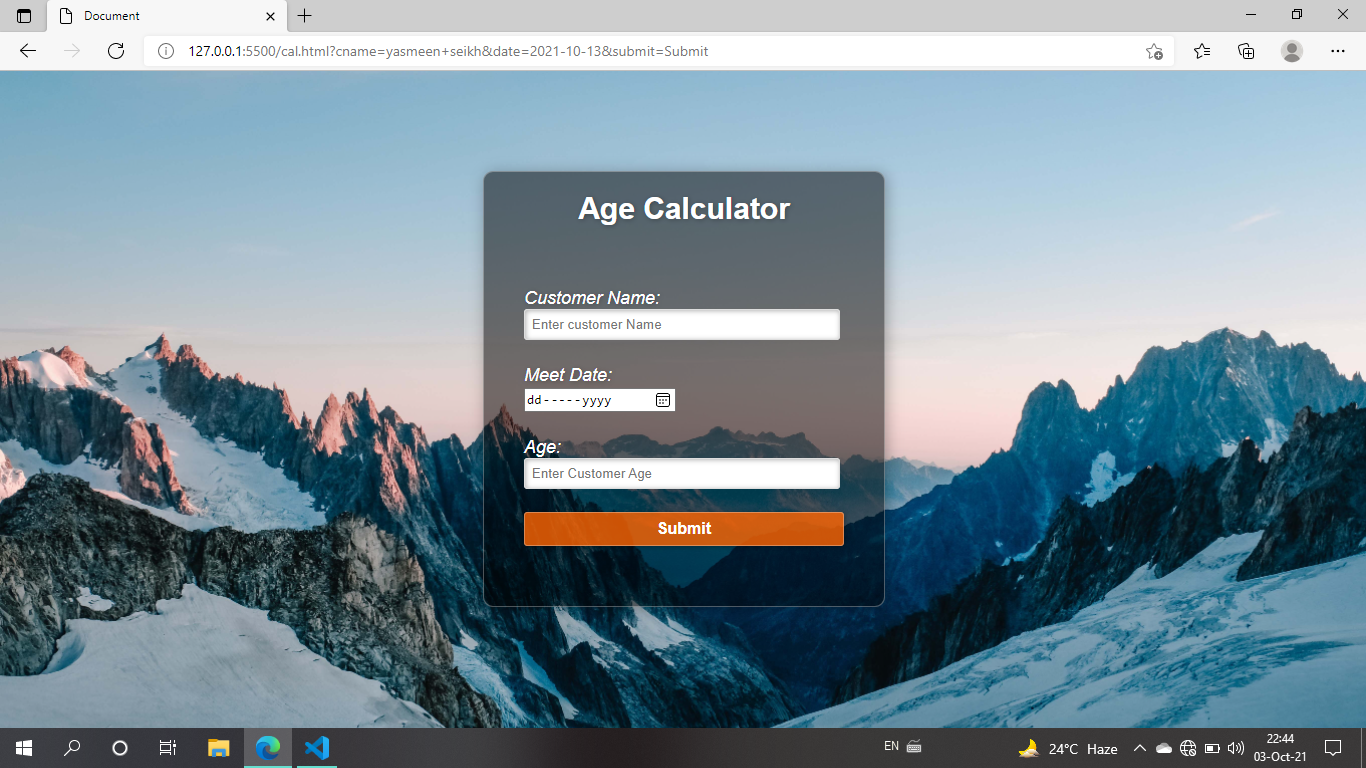 Document
127.0.0.1:5500/cal.html?cname=yasmeen+seikh&date=2021-10-13&submit=Submit
Age Calculator
Customer Name:
Enter customer Name
Meet Date:
dd-----yyyy
Age:
Enter Customer Age
Submit
EN
24°C Haze
22:44
03-Oct-21